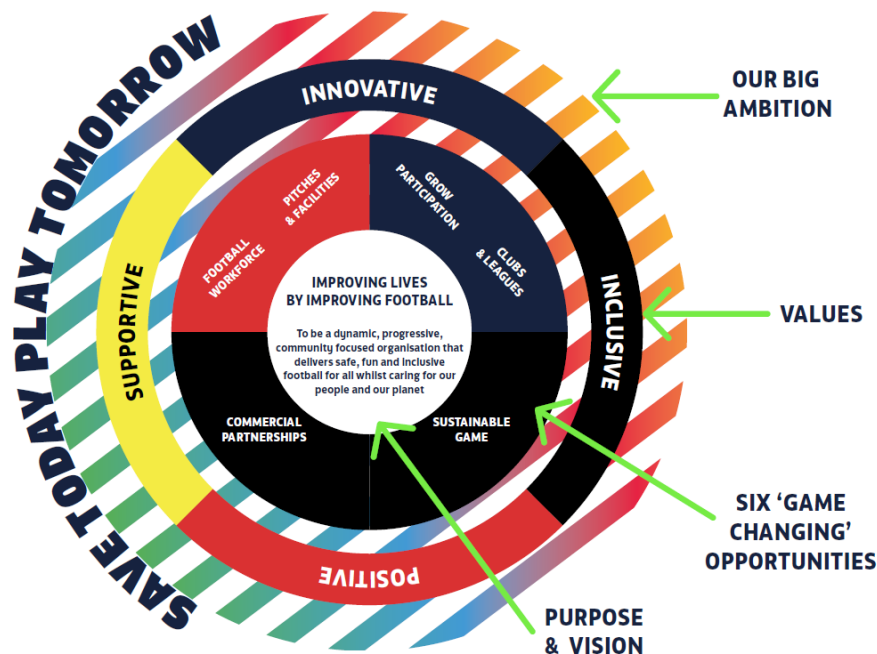 SAVE TODAY PLAY TOMORROW
INNOVATIVE
SUPPORTIVE
INCLUSIVE
POSITIVE
PITCHES
& FACILITIES
FOOTBALL
WORKFORCE
GROW
PARTICIPATION
CLUBS
& LEAGUES
IMPROVING LIVES
BY IMPROVING FOOTBALL
To be a dynamic, progressive,
community focused organisation that
delivers safe, fun and inclusive
football for all whilst caring for our
people and our planet
COMMERCIAL
PARTNERSHIPS
SUSTAINABLE
GAME
OUR BIG
AMBITION
VALUES
SIX ‘GAME
CHANGING’
OPPORTUNITIES
PURPOSE
& VISION